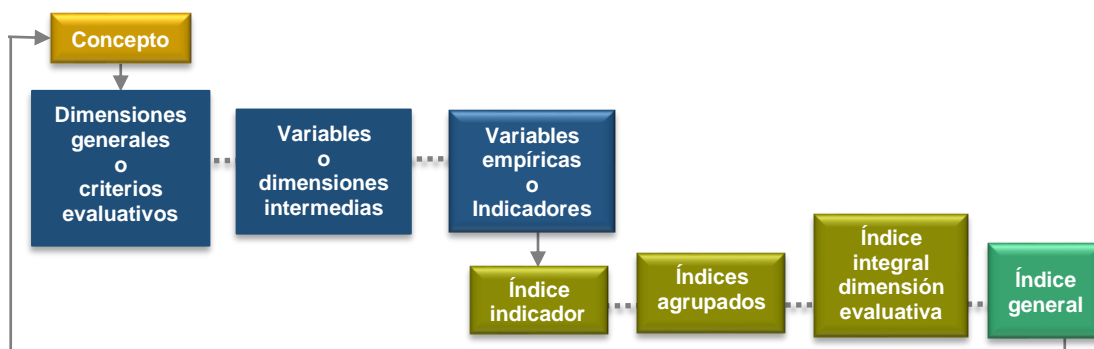 Concepto
Dimensiones
generales
o
criterios
evaluativos
Variables
o
dimensiones
intermedias
Variables
empíricas
o
Indicadores
Índice
indicador
Índices
agrupados
Índice
integral
dimensión
evaluativa
Índice
general